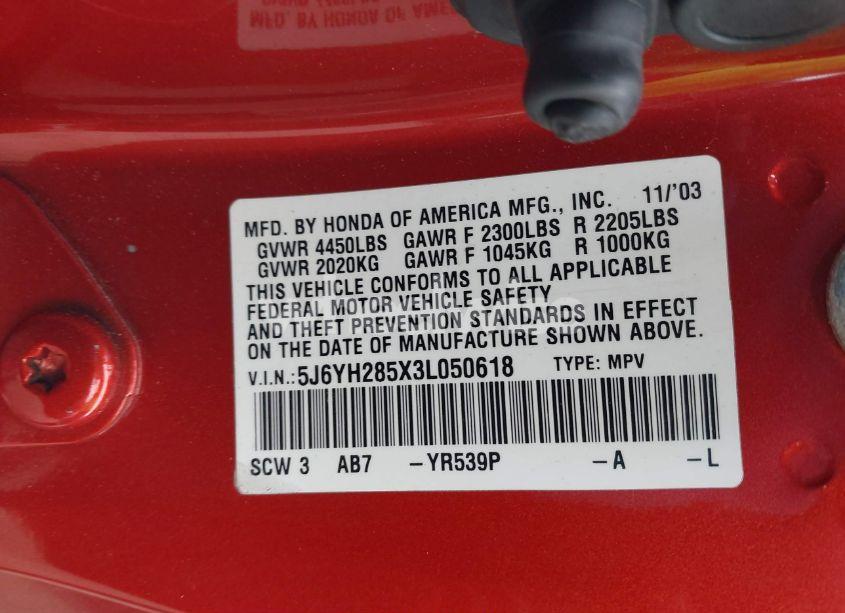 MFD. BY HONDA OF AMERICA MFG., INC. 11/'03
GVWR 4450LBS GAWR F 2300LBS R 2205LBS
GVWR 2020KG GAWR F 1045KG R 1000KG
THIS VEHICLE CONFORMS TO ALL APPLICABLE
FEDERAL MOTOR VEHICLE SAFETY
AND THEFT PREVENTION STANDARDS IN EFFECT
ON THE DATE OF MANUFACTURE SHOWN ABOVE.
V.I.N.: 5J6YH285X3L050618 TYPE: MPV
SCW 3 AB7 -YR539P -A -L